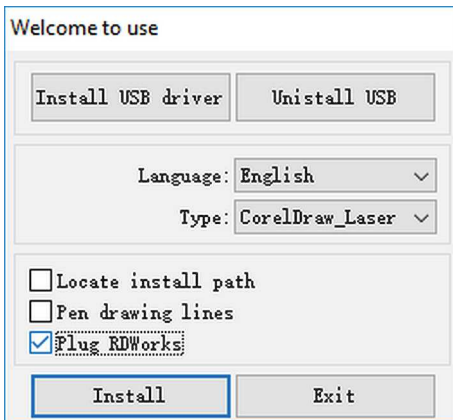 Welcome to use
Install USB driver Unistall USB
Language: English
Type: CorelDraw_Laser
Locate install path
Pen drawing lines
Plug RDWorks
Install Exit